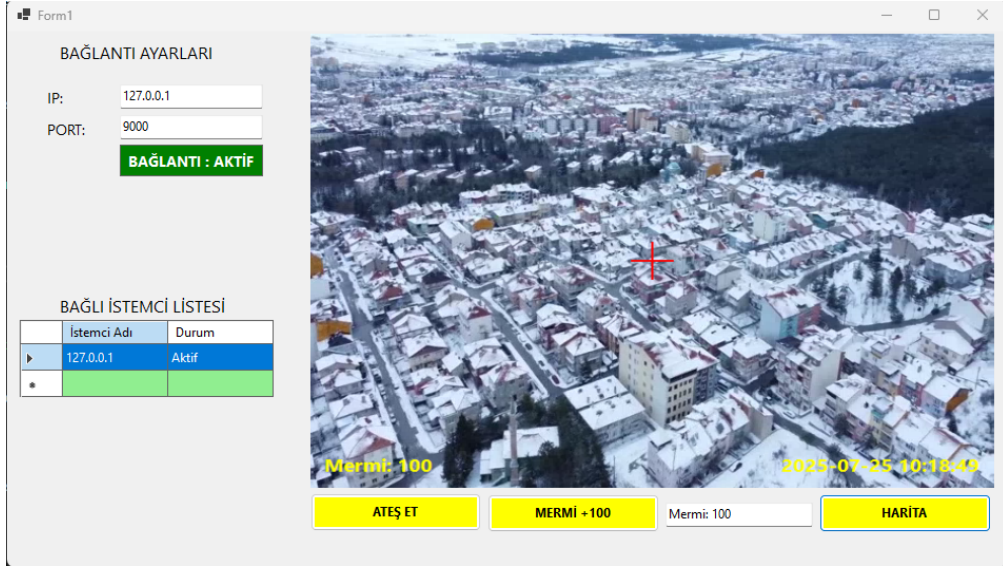 Form1
BAĞLANTI AYARLARI
IP:
127.0.0.1
PORT:
9000
BAĞLANTI : AKTİF
BAĞLI İSTEMCİ LİSTESİ
İstemci Adı Durum
127.0.0.1 Aktif
Mermi: 100
2025-07-25 10:18:49
ATEŞ ET
MERMİ +100
Mermi: 100
HARİTA